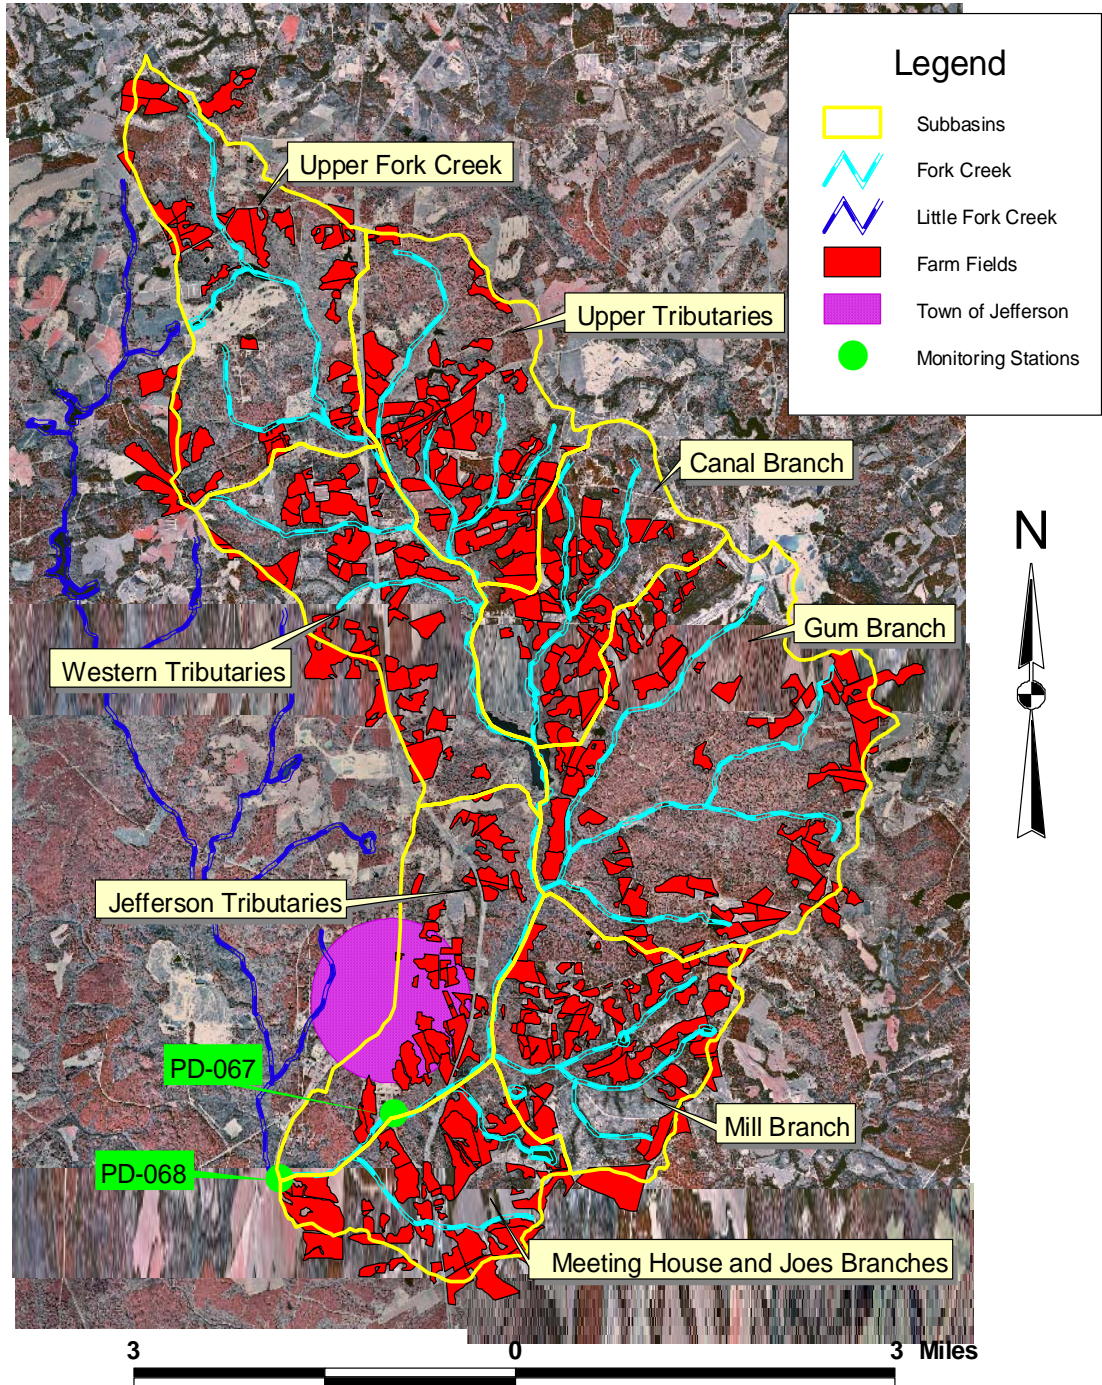 Legend
Subbasins
Fork Creek
Little Fork Creek
Farm Fields
Town of Jefferson
Monitoring Stations
Upper Fork Creek
Upper Tributaries
Canal Branch
N
Gum Branch
Western Tributaries
Jefferson Tributaries
PD-067
Mill Branch
PD-068
Meeting House and Joes Branches
3 0 3 Miles